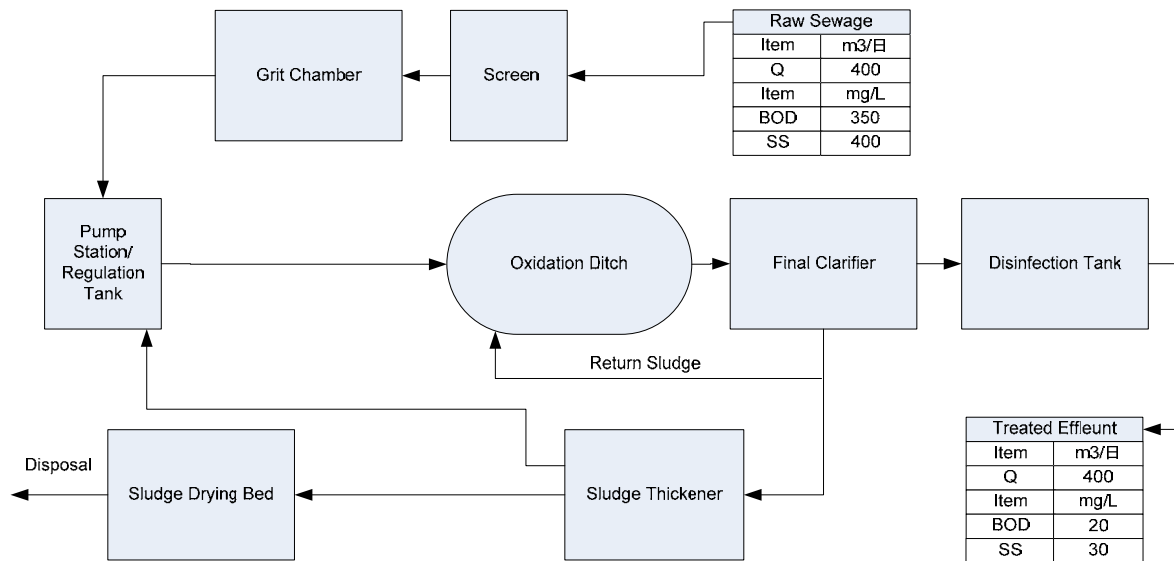 Raw Sewage
Item m3/日
Q 400
Item mg/L
BOD 350
SS 400
Grit Chamber
Screen
Pump
Station/
Regulation
Tank
Oxidation Ditch
Final Clarifier
Disinfection Tank
Return Sludge
Disposal
Sludge Drying Bed
Sludge Thickener
Treated Effleunt
Item m3/日
Q 400
Item mg/L
BOD 20
SS 30